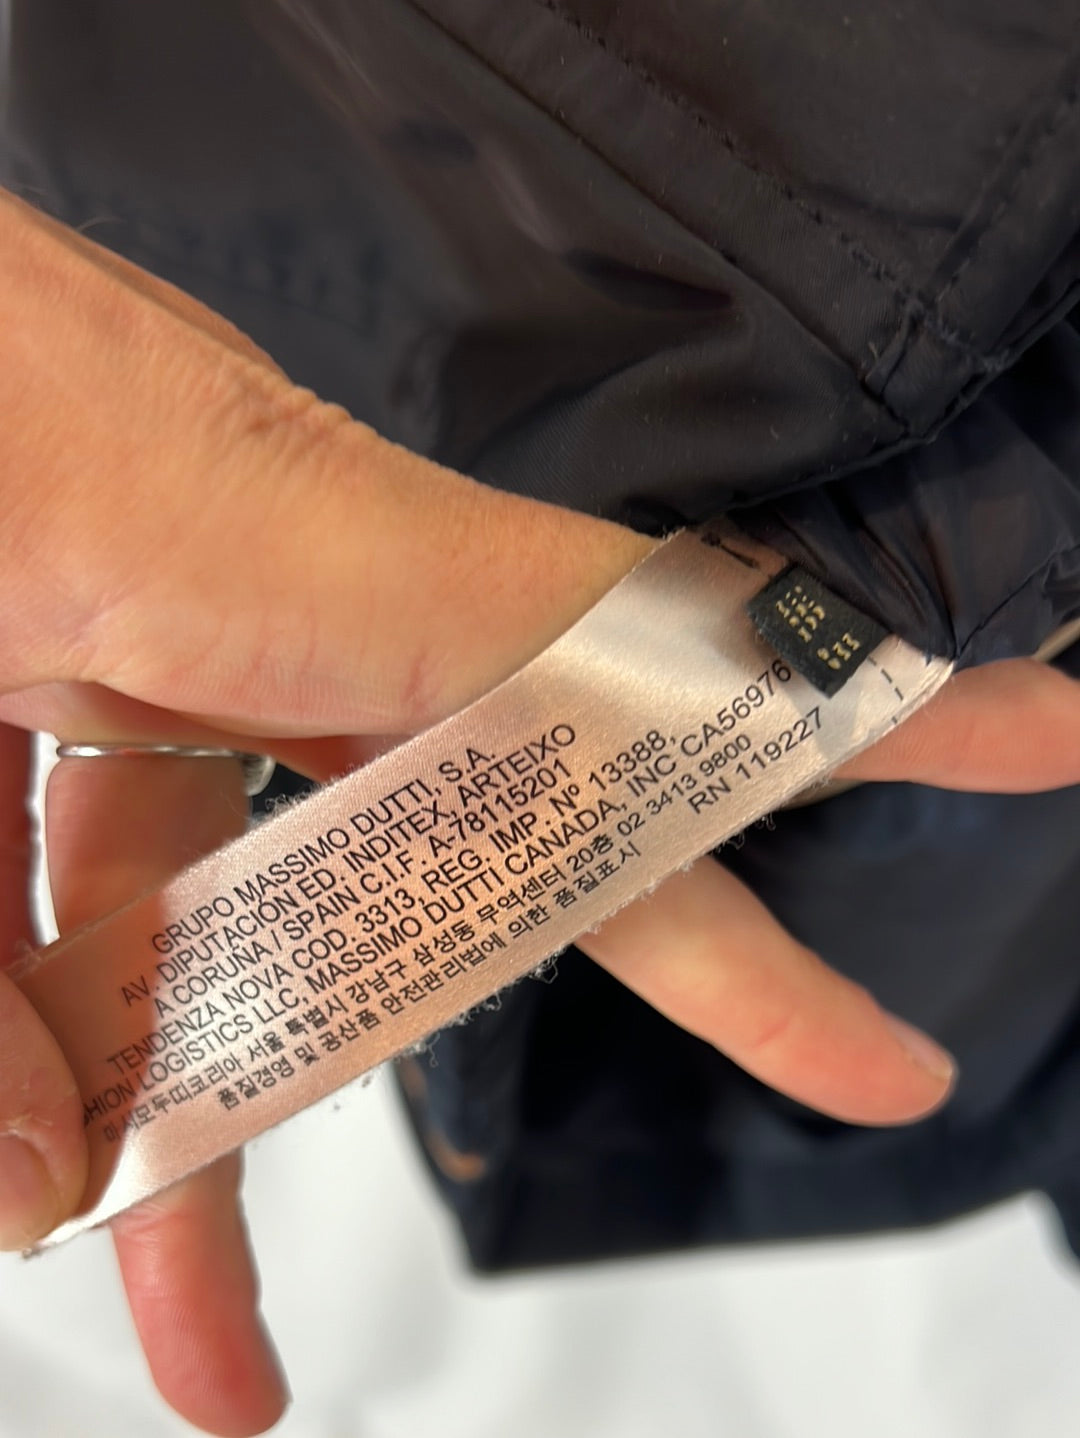 GRUPO MASSIMO DUTTI, S.A.
AV. DIPUTACIÓN ED. INDITEX, ARTEIXO
A CORUÑA / SPAIN C.I.F. A-78115201
TENDENZA NOVA COD. 3313, REG. IMP. Nº 13388,
SHION LOGISTICS LLC, MASSIMO DUTTI CANADA, INC CA56976
마시모두띠코리아 서울 특별시 강남구 삼성동 무역센터 20층 02 3413 9800
품질경영 및 공산품 안전관리법에 의한 품질표시
RN 119227